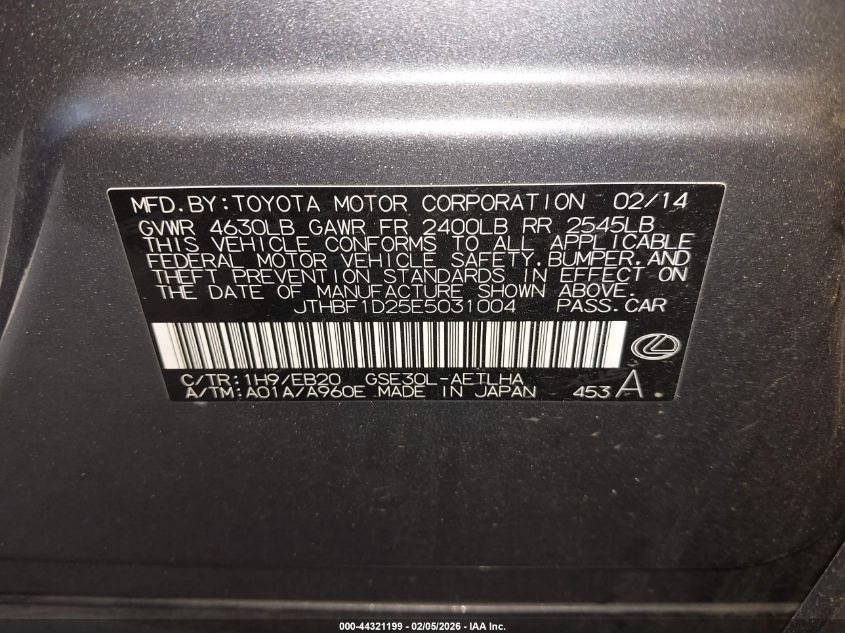 MFD.BY:TOYOTA MOTOR CORPORATION 02/14
GVWR 4630LB GAWR FR 2400LB RR 2545LB
THIS VEHICLE CONFORMS TO ALL APPLICABLE
FEDERAL MOTOR VEHICLE SAFETY,BUMPER,AND
THEFT PREVENTION STANDARDS IN EFFECT ON
THE DATE OF MANUFACTURE SHOWN ABOVE.
JTHBF1D25E5031004 PASS.CAR
C/TR:1H9/EB20 GSE30L-AETLHA
A/TM:A01A/A960E MADE IN JAPAN 453 A
000-44321199 - 02/05/2026 - IAA Inc.